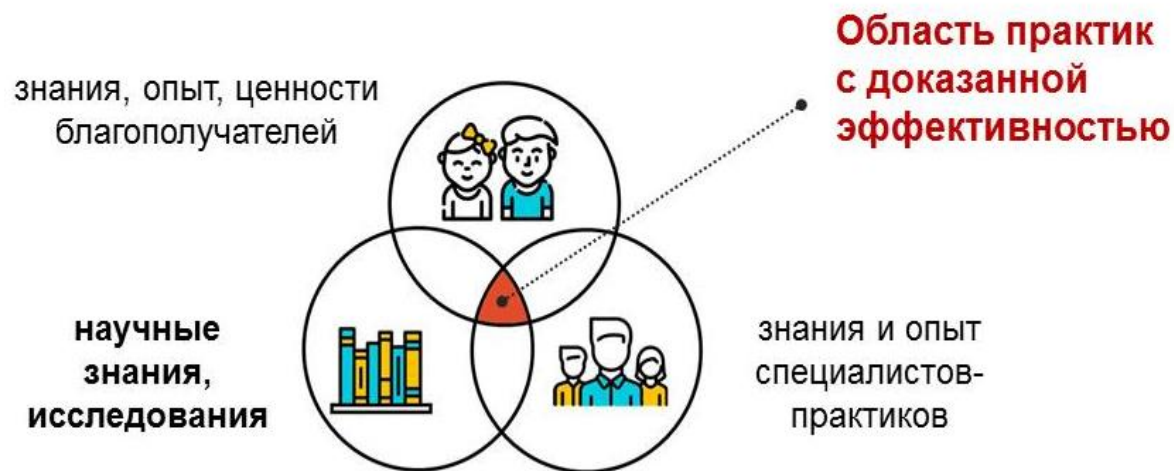 Область практик
с доказанной
эффективностью
знания, опыт, ценности
благополучателей
научные
знания,
исследования
знания и опыт
специалистов-
практиков